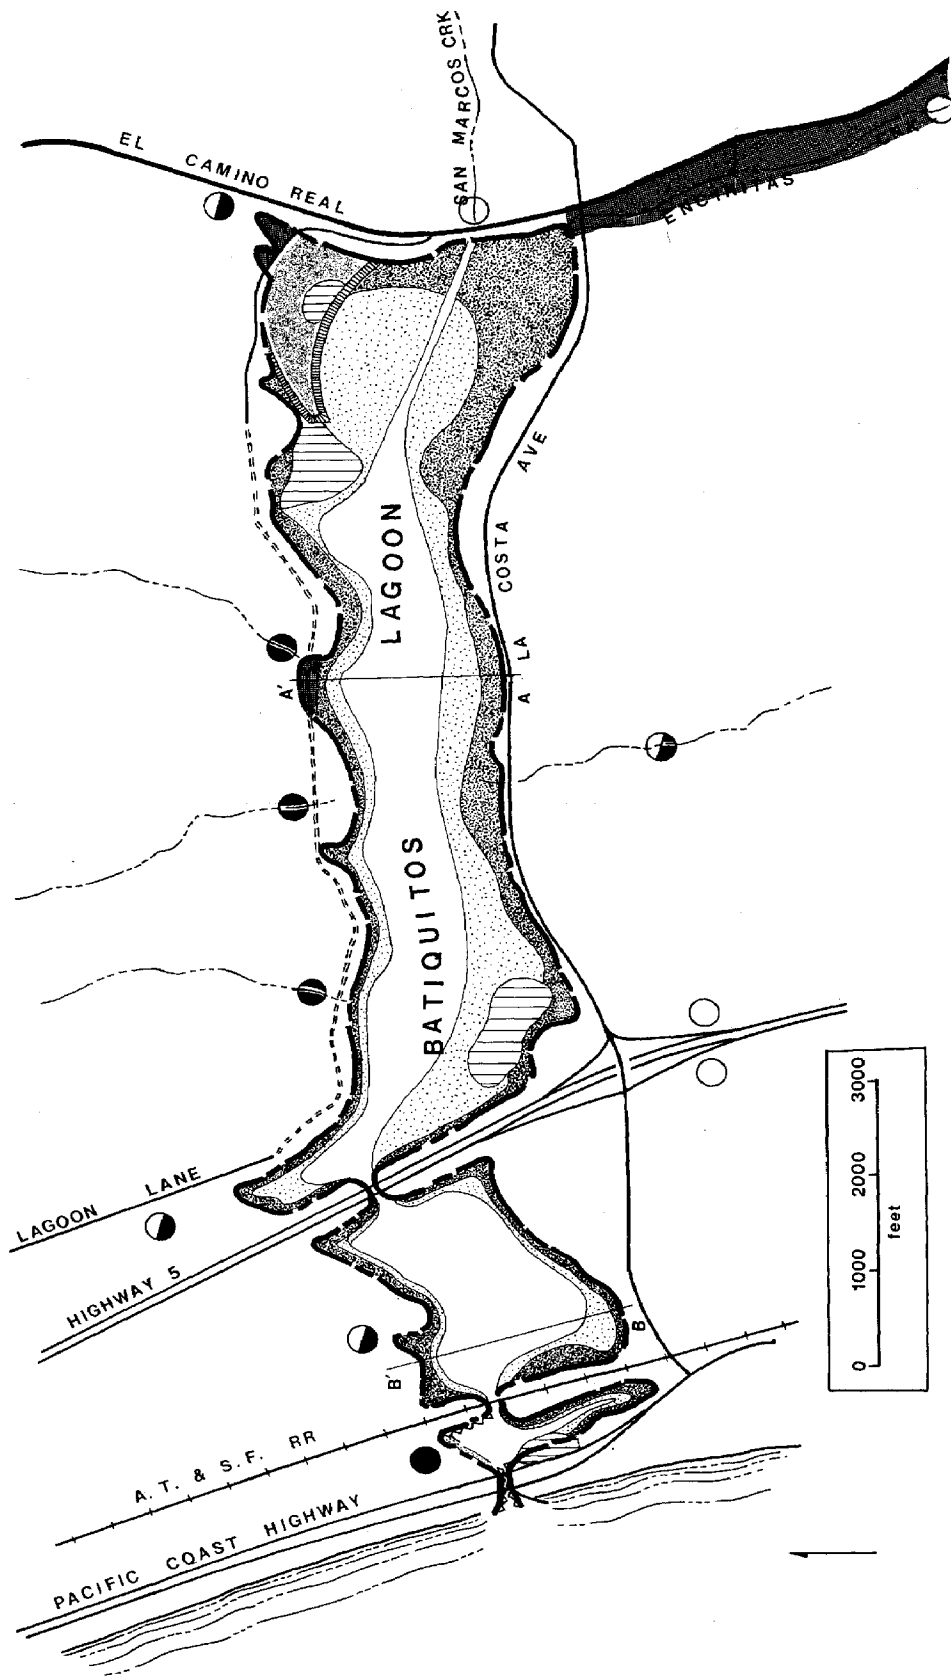 SAN MARCOS CRK
EL CAMINO REAL
ENCINITAS
LA COSTA AVE
BATIQUITOS LAGOON
A'
A
LAGOON LANE
HIGHWAY 5
B'
B
A.T. & S.F. RR
PACIFIC COAST HIGHWAY
0 1000 2000 3000
feet